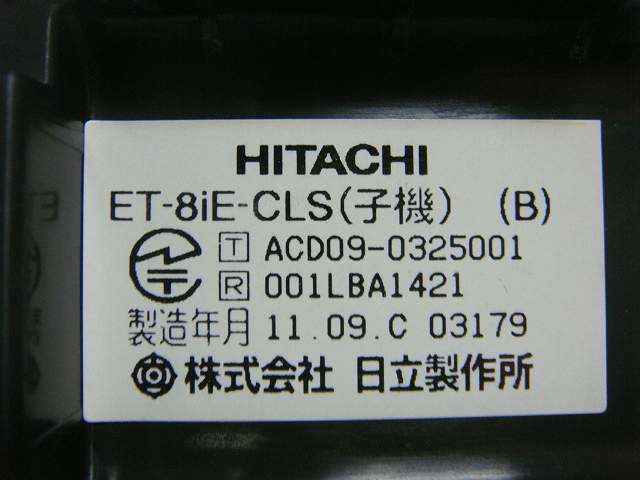 HITACHI
ET-8iE-CLS(子機) (B)
T ACD09-0325001
R 001LBA1421
製造年月 11.09.C 03179
株式会社 日立製作所